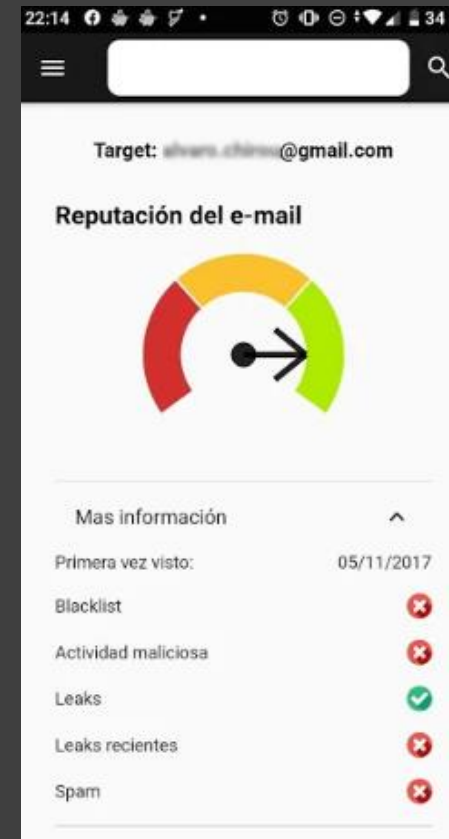 22:14 34
Target: @gmail.com
Reputación del e-mail
Mas información
Primera vez visto: 05/11/2017
Blacklist
Actividad maliciosa
Leaks
Leaks recientes
Spam